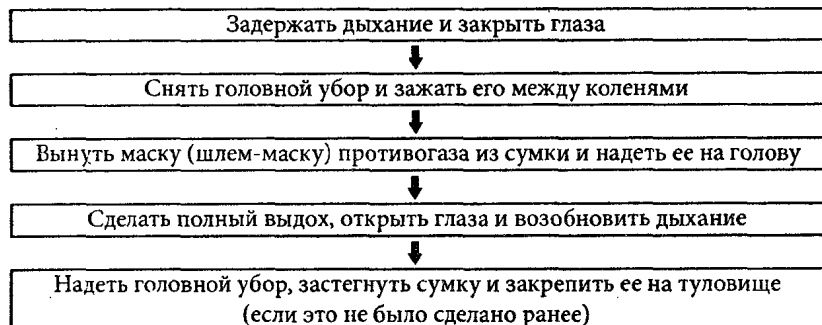 Задержать дыхание и закрыть глаза
Снять головной убор и зажать его между коленями
Вынуть маску (шлем-маску) противогаза из сумки и надеть ее на голову
Сделать полный выдох, открыть глаза и возобновить дыхание
Надеть головной убор, застегнуть сумку и закрепить ее на туловище
(если это не было сделано ранее)